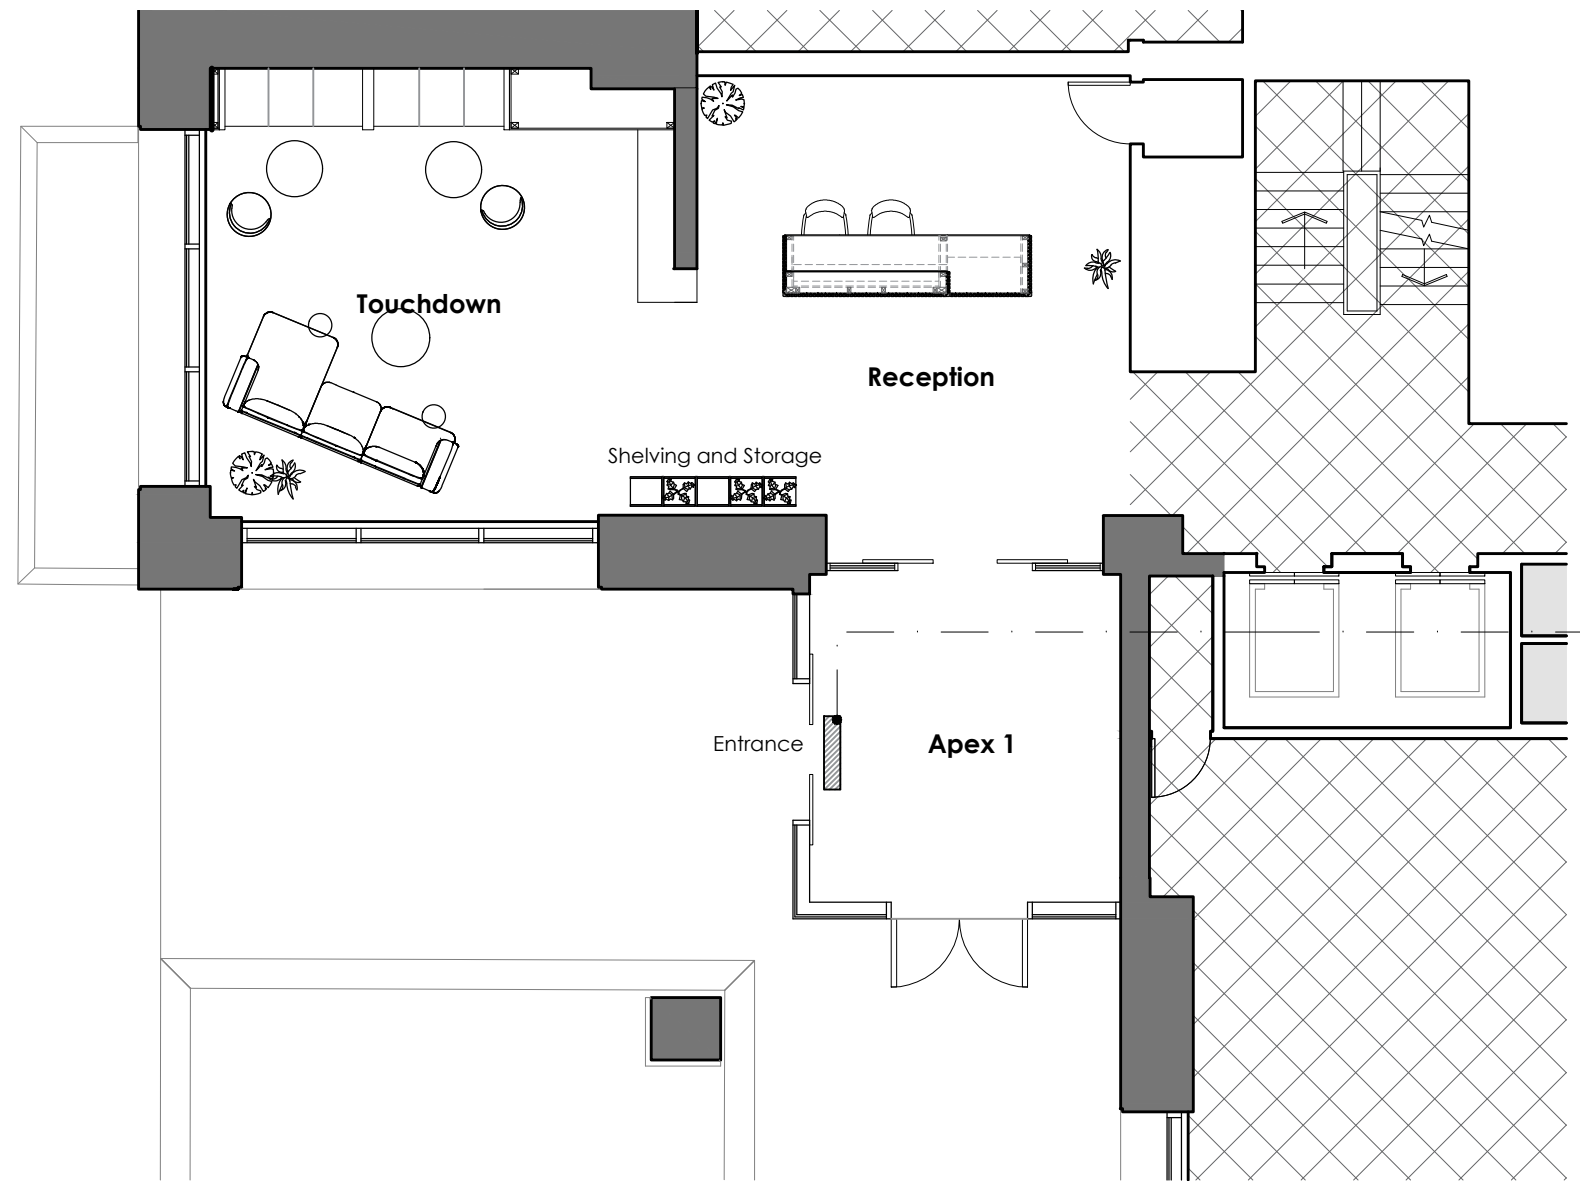 Touchdown
Reception
Shelving and Storage
Entrance
Apex 1